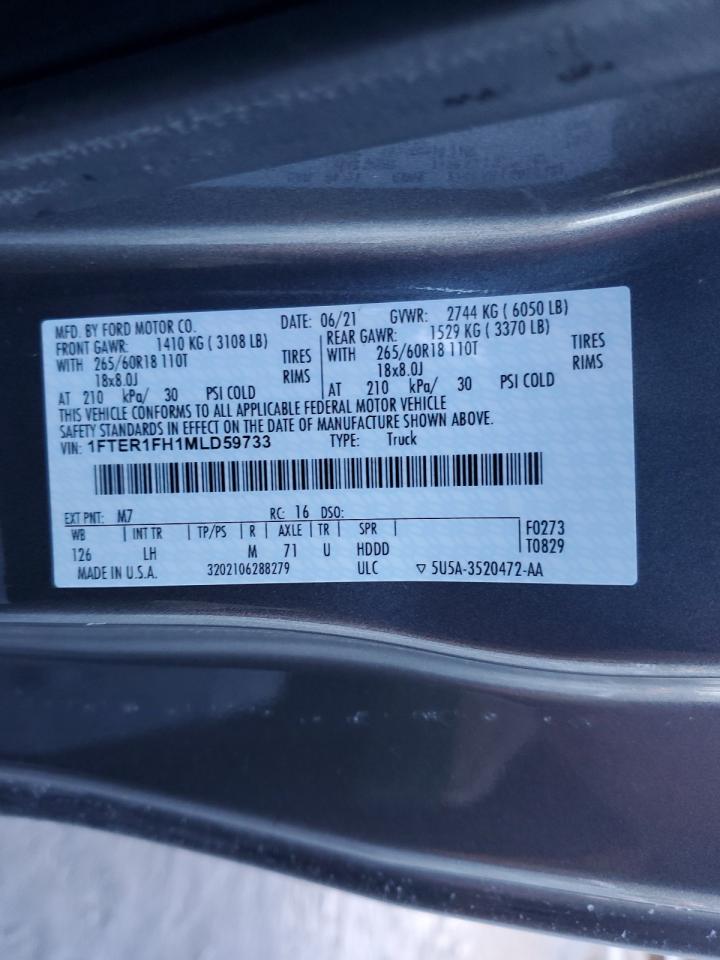 MFD. BY FORD MOTOR CO. DATE: 06/21 GVWR: 2744 KG ( 6050 LB)
FRONT GAWR: 1410 KG ( 3108 LB) REAR GAWR: 1529 KG ( 3370 LB)
WITH 265/60R18 110T TIRES WITH 265/60R18 110T TIRES
18x8.0J RIMS 18x8.0J RIMS
AT 210 kPa/ 30 PSI COLD AT 210 kPa/ 30 PSI COLD
THIS VEHICLE CONFORMS TO ALL APPLICABLE FEDERAL MOTOR VEHICLE
SAFETY STANDARDS IN EFFECT ON THE DATE OF MANUFACTURE SHOWN ABOVE.
VIN: 1FTER1FH1MLD59733 TYPE: Truck
EXT PNT: M7 RC: 16 DSO:
WB INT TR TP/PS R AXLE TR SPR F0273
126 LH M 71 U HDDD T0829
MADE IN U.S.A. 3202106288279 ULC ▽ 5U5A-3520472-AA